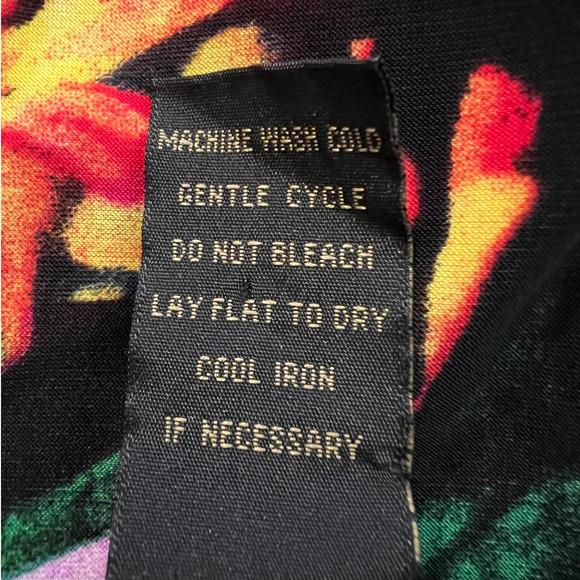 MACHINE WASH COLD
GENTLE CYCLE
DO NOT BLEACH
LAY FLAT TO DRY
COOL IRON
IF NECESSARY